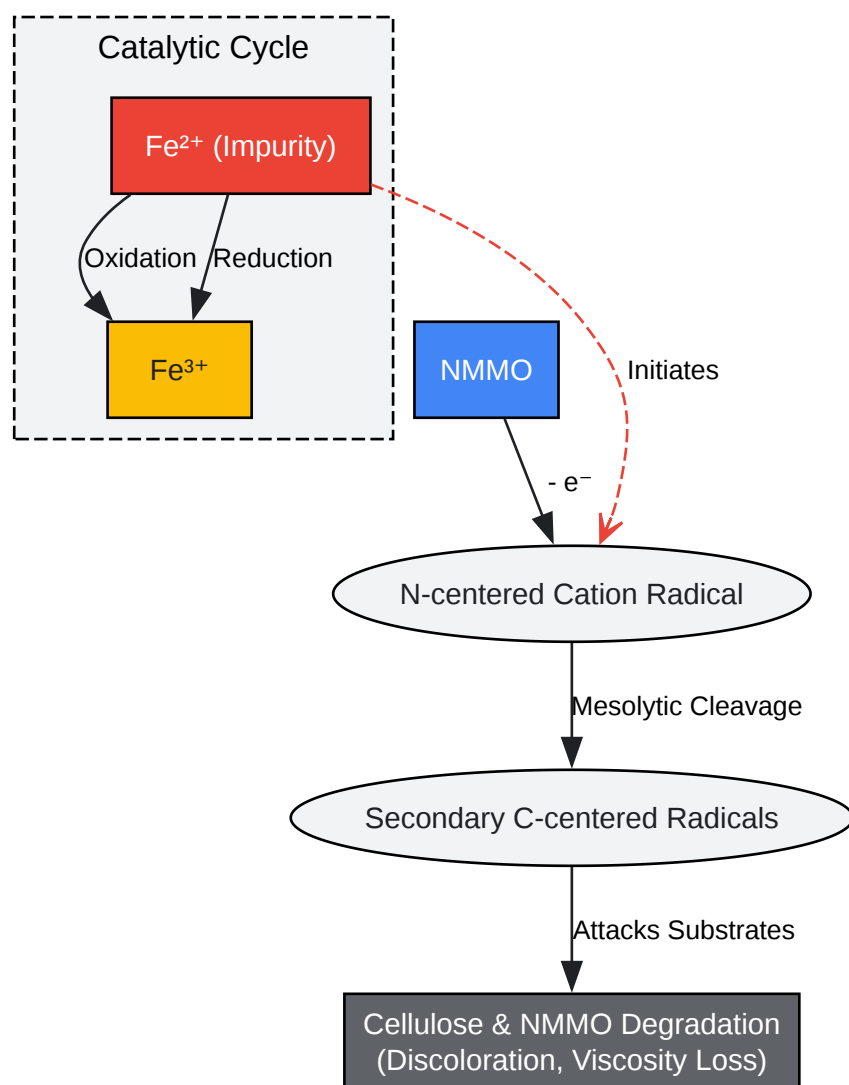 Catalytic Cycle
Fe²⁺ (Impurity)
Oxidation
Reduction
Fe³⁺
NMMO
Initiates
- e⁻
N-centered Cation Radical
Mesolytic Cleavage
Secondary C-centered Radicals
Attacks Substrates
Cellulose & NMMO Degradation
(Discoloration, Viscosity Loss)